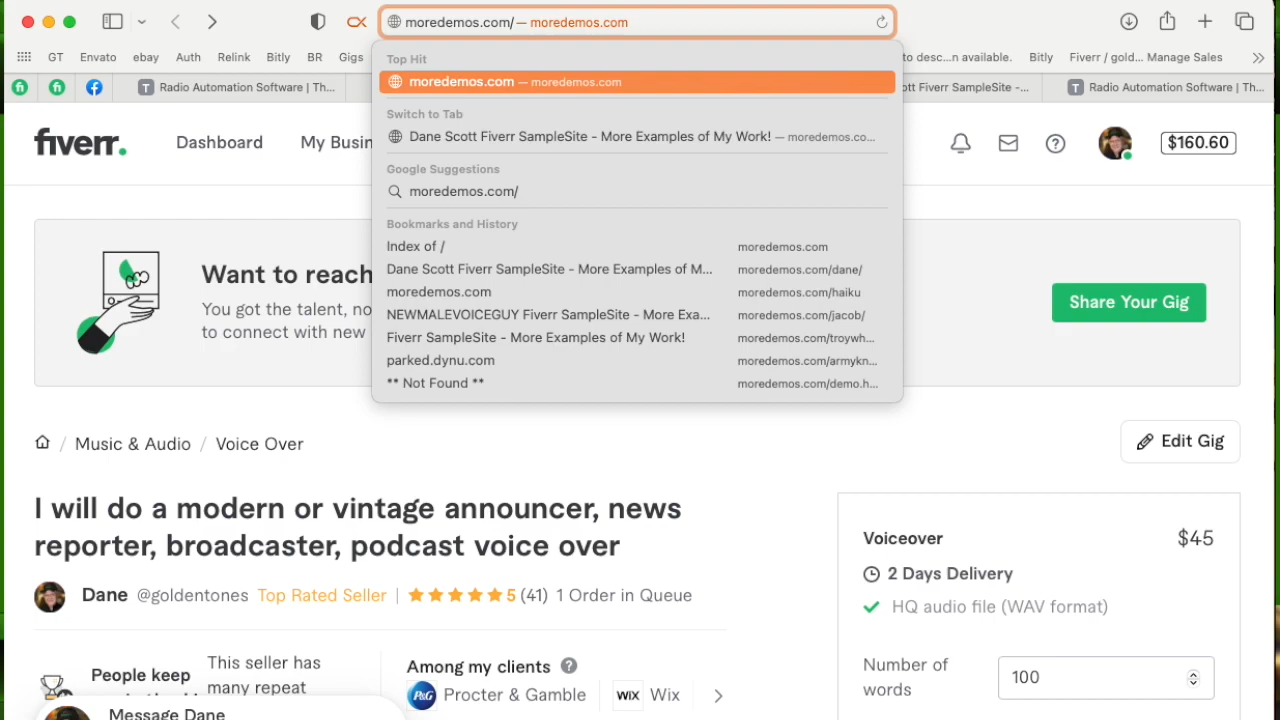 moredemos.com/ — moredemos.com
GT Envato ebay Auth Relink Bitly BR Gigs to desc...n available. Bitly Fiverr / gold... Manage Sales
Radio Automation Software | Th... ott Fiverr SampleSite -... Radio Automation Software | Th...
Top Hit
moredemos.com — moredemos.com
Switch to Tab
Dane Scott Fiverr SampleSite - More Examples of My Work! — moredemos.co...
Google Suggestions
moredemos.com/
Bookmarks and History
Index of / moredemos.com
Dane Scott Fiverr SampleSite - More Examples of M... moredemos.com/dane/
moredemos.com moredemos.com/haiku
NEWMALEVOICEGUY Fiverr SampleSite - More Exa... moredemos.com/jacob/
Fiverr SampleSite - More Examples of My Work! moredemos.com/troywh...
parked.dynu.com moredemos.com/armykn...
** Not Found ** moredemos.com/demo.h...
fiverr. Dashboard My Busin $160.60
Want to reach
You got the talent, no
to connect with new
Share Your Gig
Music & Audio / Voice Over
Edit Gig
I will do a modern or vintage announcer, news
reporter, broadcaster, podcast voice over
Dane @goldentones Top Rated Seller | 5 (41) 1 Order in Queue
Voiceover $45
2 Days Delivery
HQ audio file (WAV format)
Number of
words
100
People keep
This seller has
many repeat
Among my clients
P&G Procter & Gamble WIX Wix
Message Dane